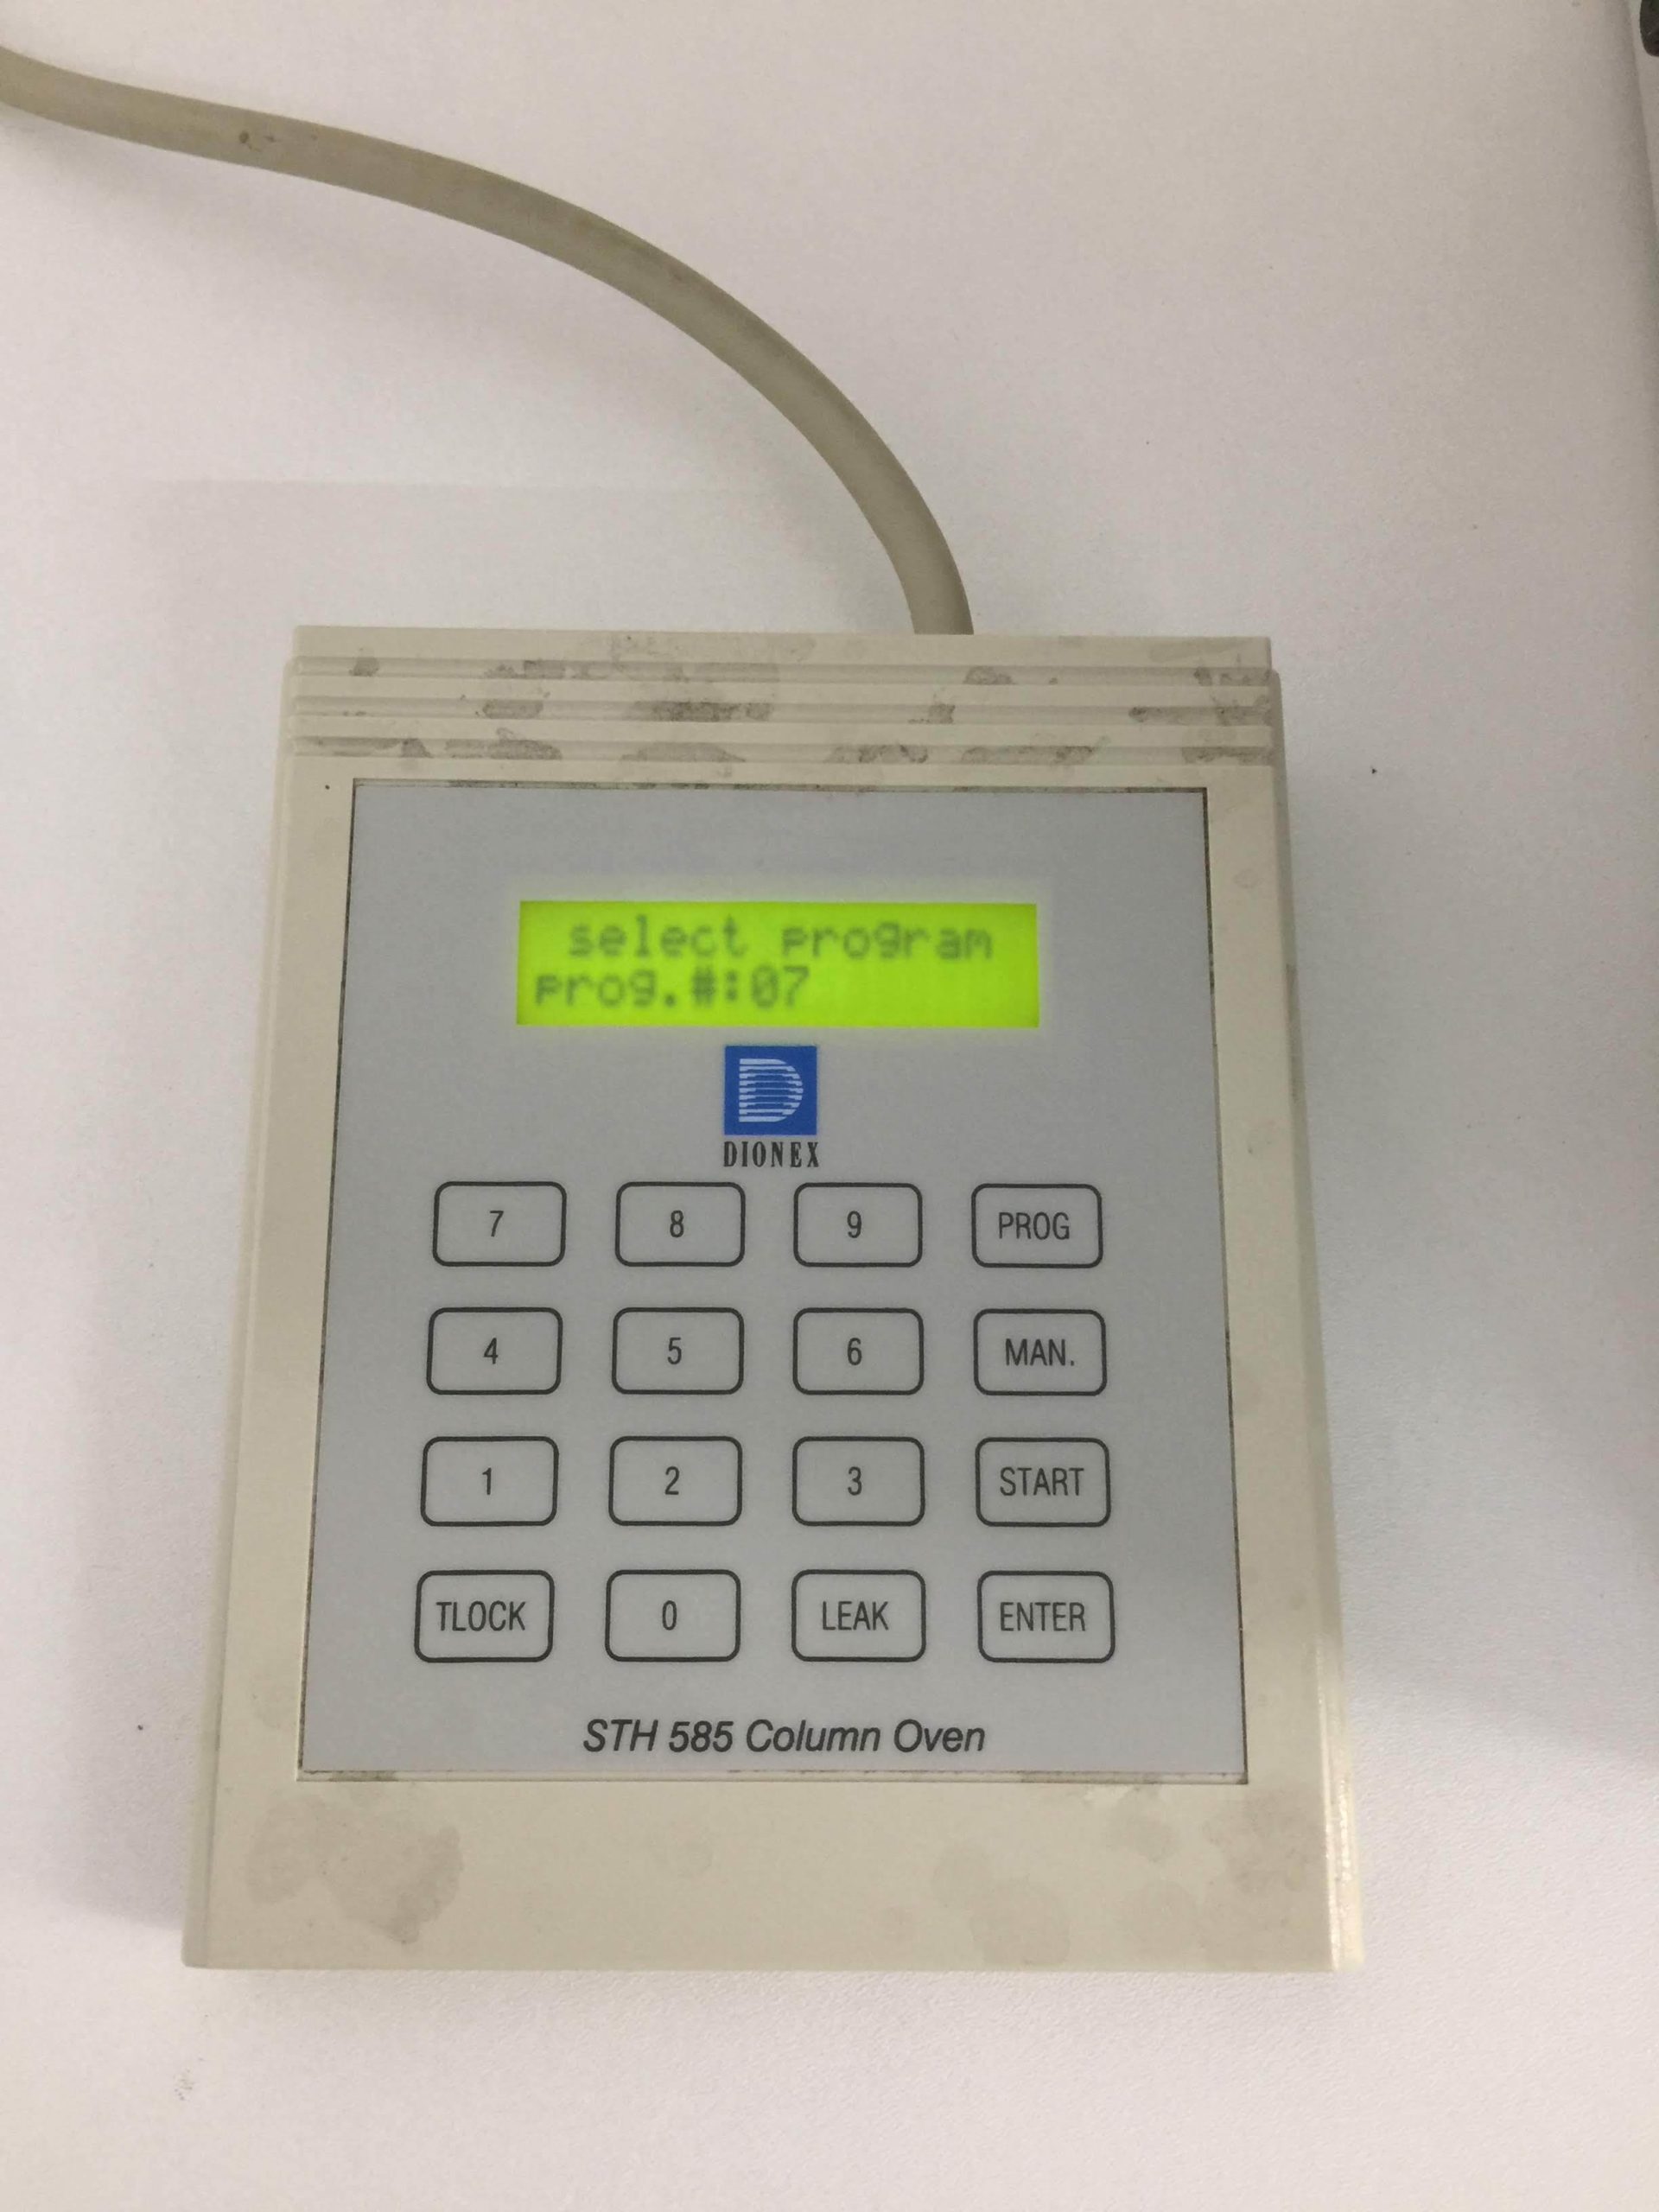 select program
prog.#:07
DIONEX
7 8 9 PROG
4 5 6 MAN.
1 2 3 START
TLOCK 0 LEAK ENTER
STH 585 Column Oven